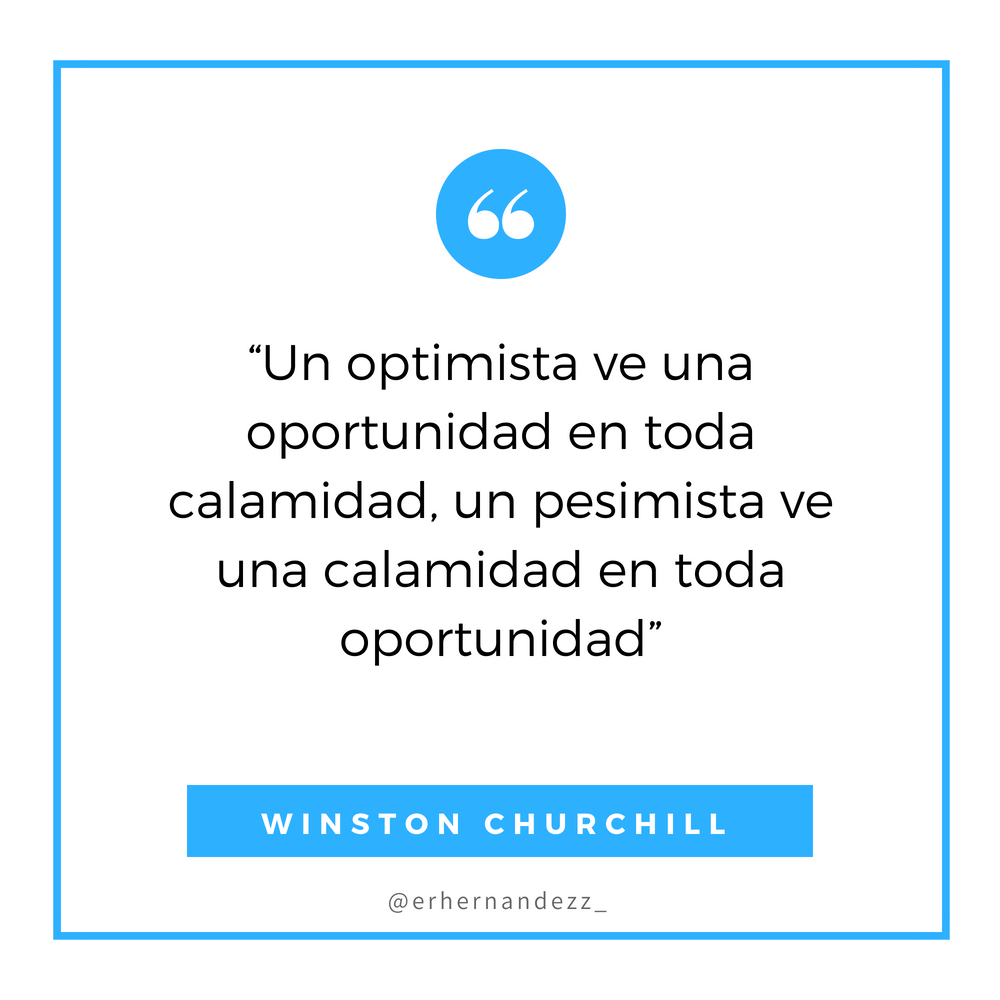 “Un optimista ve una
oportunidad en toda
calamidad, un pesimista ve
una calamidad en toda
oportunidad”
WINSTON CHURCHILL
@erhernandezz_